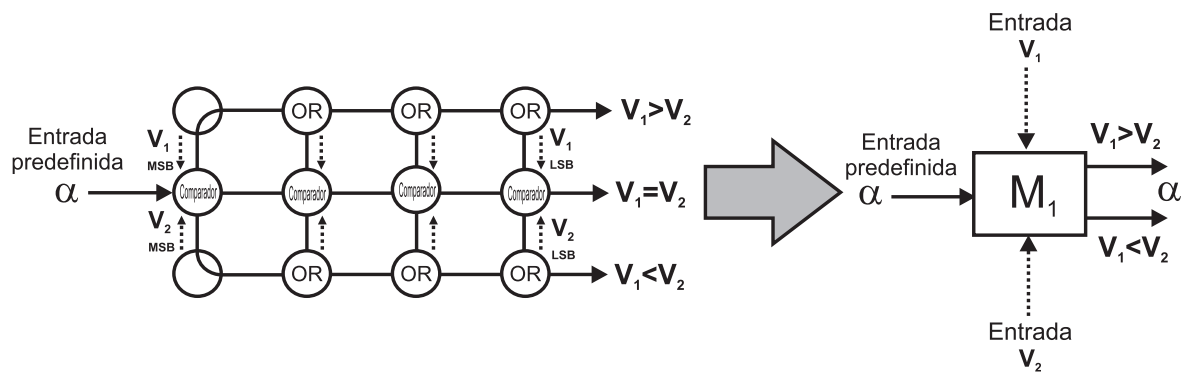 Entrada
predefinida
α
V₁
MSB
V₂
MSB
Comparador
Comparador
Comparador
Comparador
OR
OR
OR
OR
OR
OR
V₁
LSB
V₂
LSB
V₁>V₂
V₁=V₂
V₁<V₂
Entrada
V₁
Entrada
predefinida
α
M₁
V₁>V₂
α
V₁<V₂
Entrada
V₂